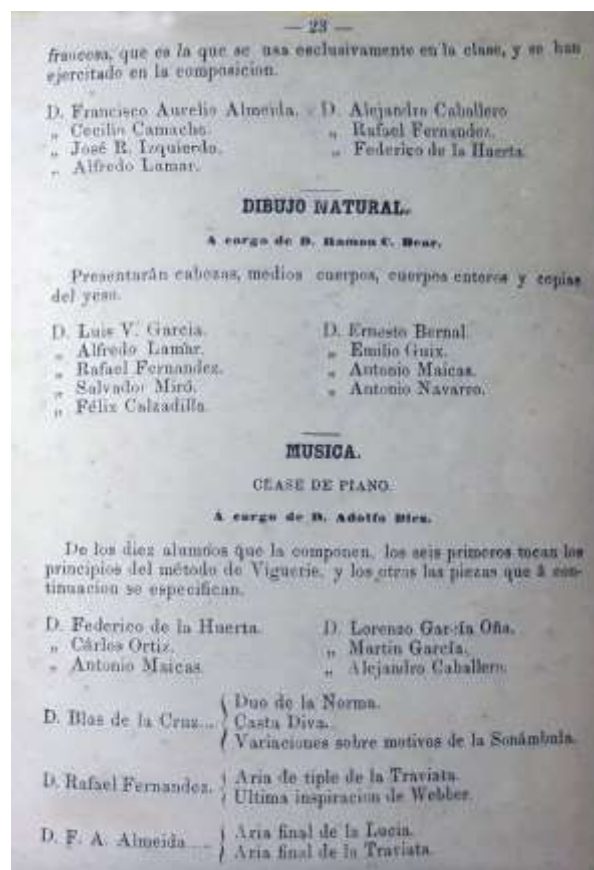 — 23 —
francesa, que es la que se usa esclusivamente en la clase, y se han
ejercitado en la composicion.
D. Francisco Aurelio Almeida.
„ Cecilio Camacho.
„ José R. Izquierdo.
„ Alfredo Lamar.
D. Alejandro Caballero
„ Rafael Fernandez.
„ Federico de la Huerta.
DIBUJO NATURAL.
A cargo de D. Ramon C.
Presentarán cabezas, medios cuerpos, cuerpos enteros y copias
del yeso.
D. Luis V. Garcia.
„ Alfredo Lamar.
„ Rafael Fernandez.
„ Salvador Miró.
„ Félix Calzadilla.
D. Ernesto Bernal.
„ Emilio Guix.
„ Antonio Maicas.
„ Antonio Navarro.
MUSICA.
CLASE DE PIANO.
A cargo de D. Adolfo
De los diez alumnos que la componen, los seis primeros tocan los
principios del método de Viguerie, y los otros las piezas que á con-
tinuacion se especifican.
D. Federico de la Huerta.
„ Cárlos Ortiz.
„ Antonio Maicas.
D. Lorenzo García Oña.
„ Martin García.
„ Alejandro Caballero.
D. Blas de la Cruz...
Duo de la Norma.
Casta Diva.
Variaciones sobre motivos de la Sonámbula.
D. Rafael Fernandez.
Aria de tiple de la Traviata.
Ultima inspiracion de Webber.
D. F. A. Almeida.....
Aria final de la Lucia.
Aria final de la Traviata.